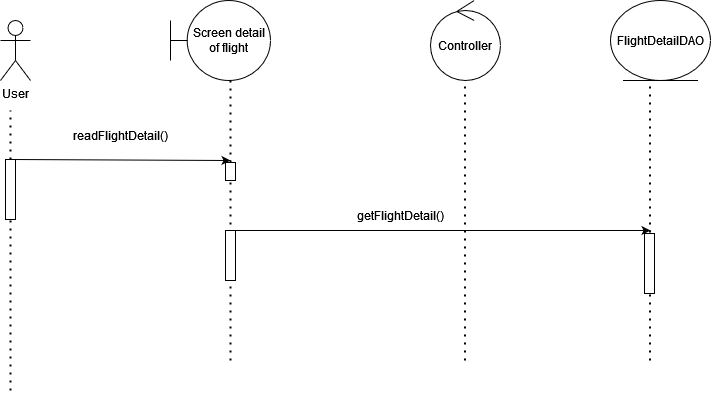 Screen detail
of flight
Controller
FlightDetailDAO
User
readFlightDetail()
getFlightDetail()